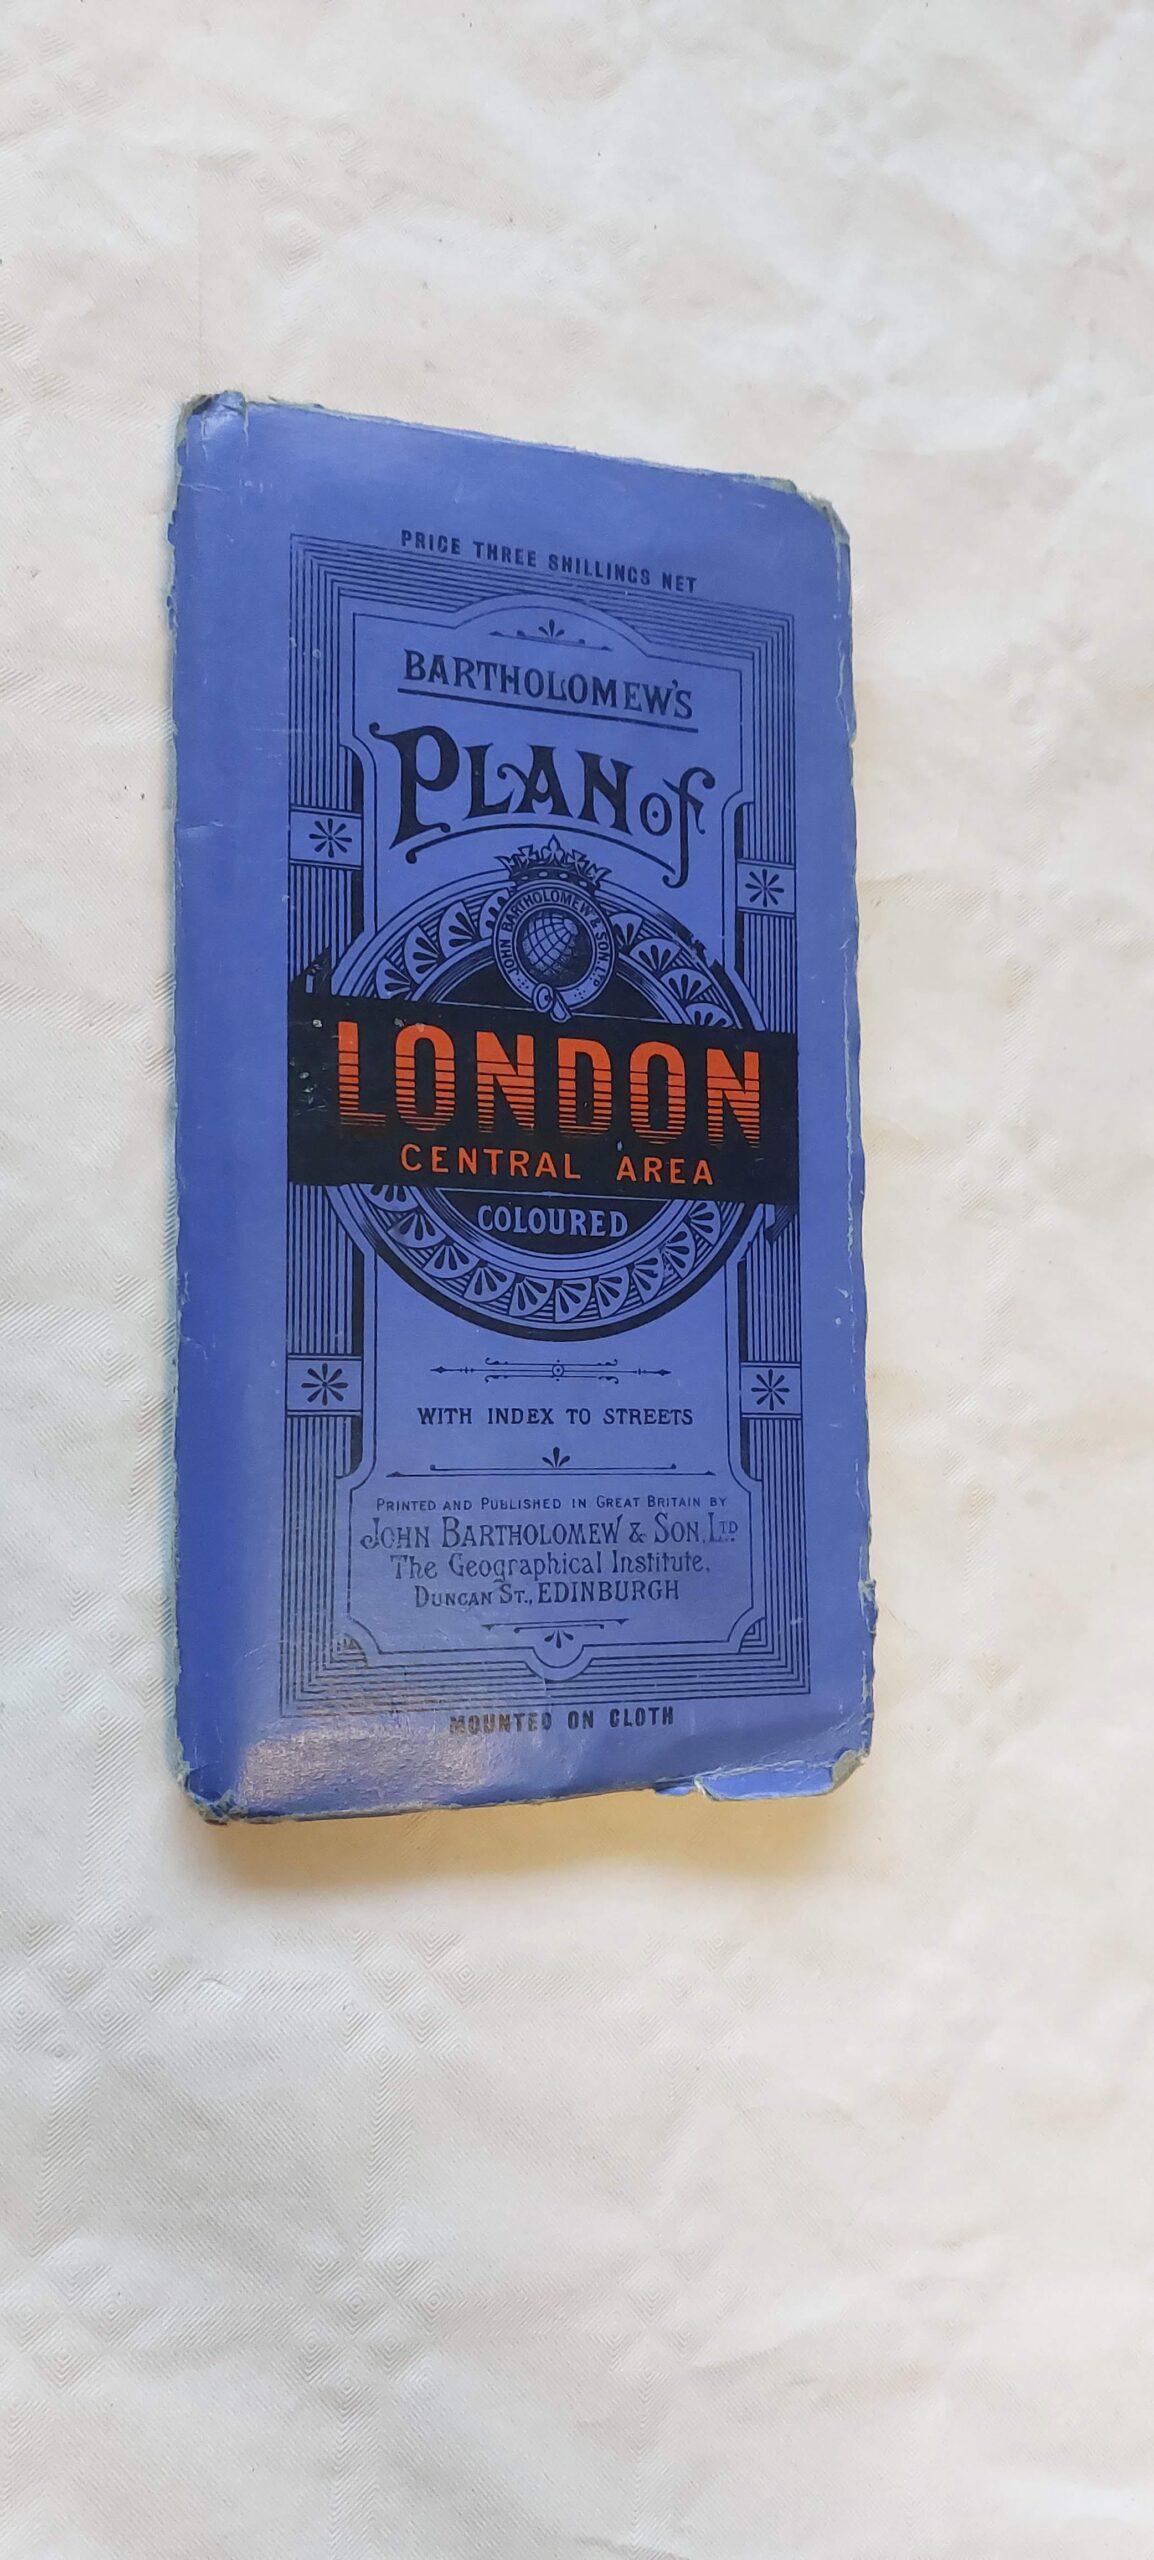 PRICE THREE SHILLINGS NET
BARTHOLOMEW'S
PLAN of
JOHN BARTHOLOMEW & SON LTD
LONDON
CENTRAL AREA
COLOURED
WITH INDEX TO STREETS
PRINTED AND PUBLISHED IN GREAT BRITAIN BY
JOHN BARTHOLOMEW & SON, LTD
The Geographical Institute,
DUNCAN ST., EDINBURGH
MOUNTED ON CLOTH